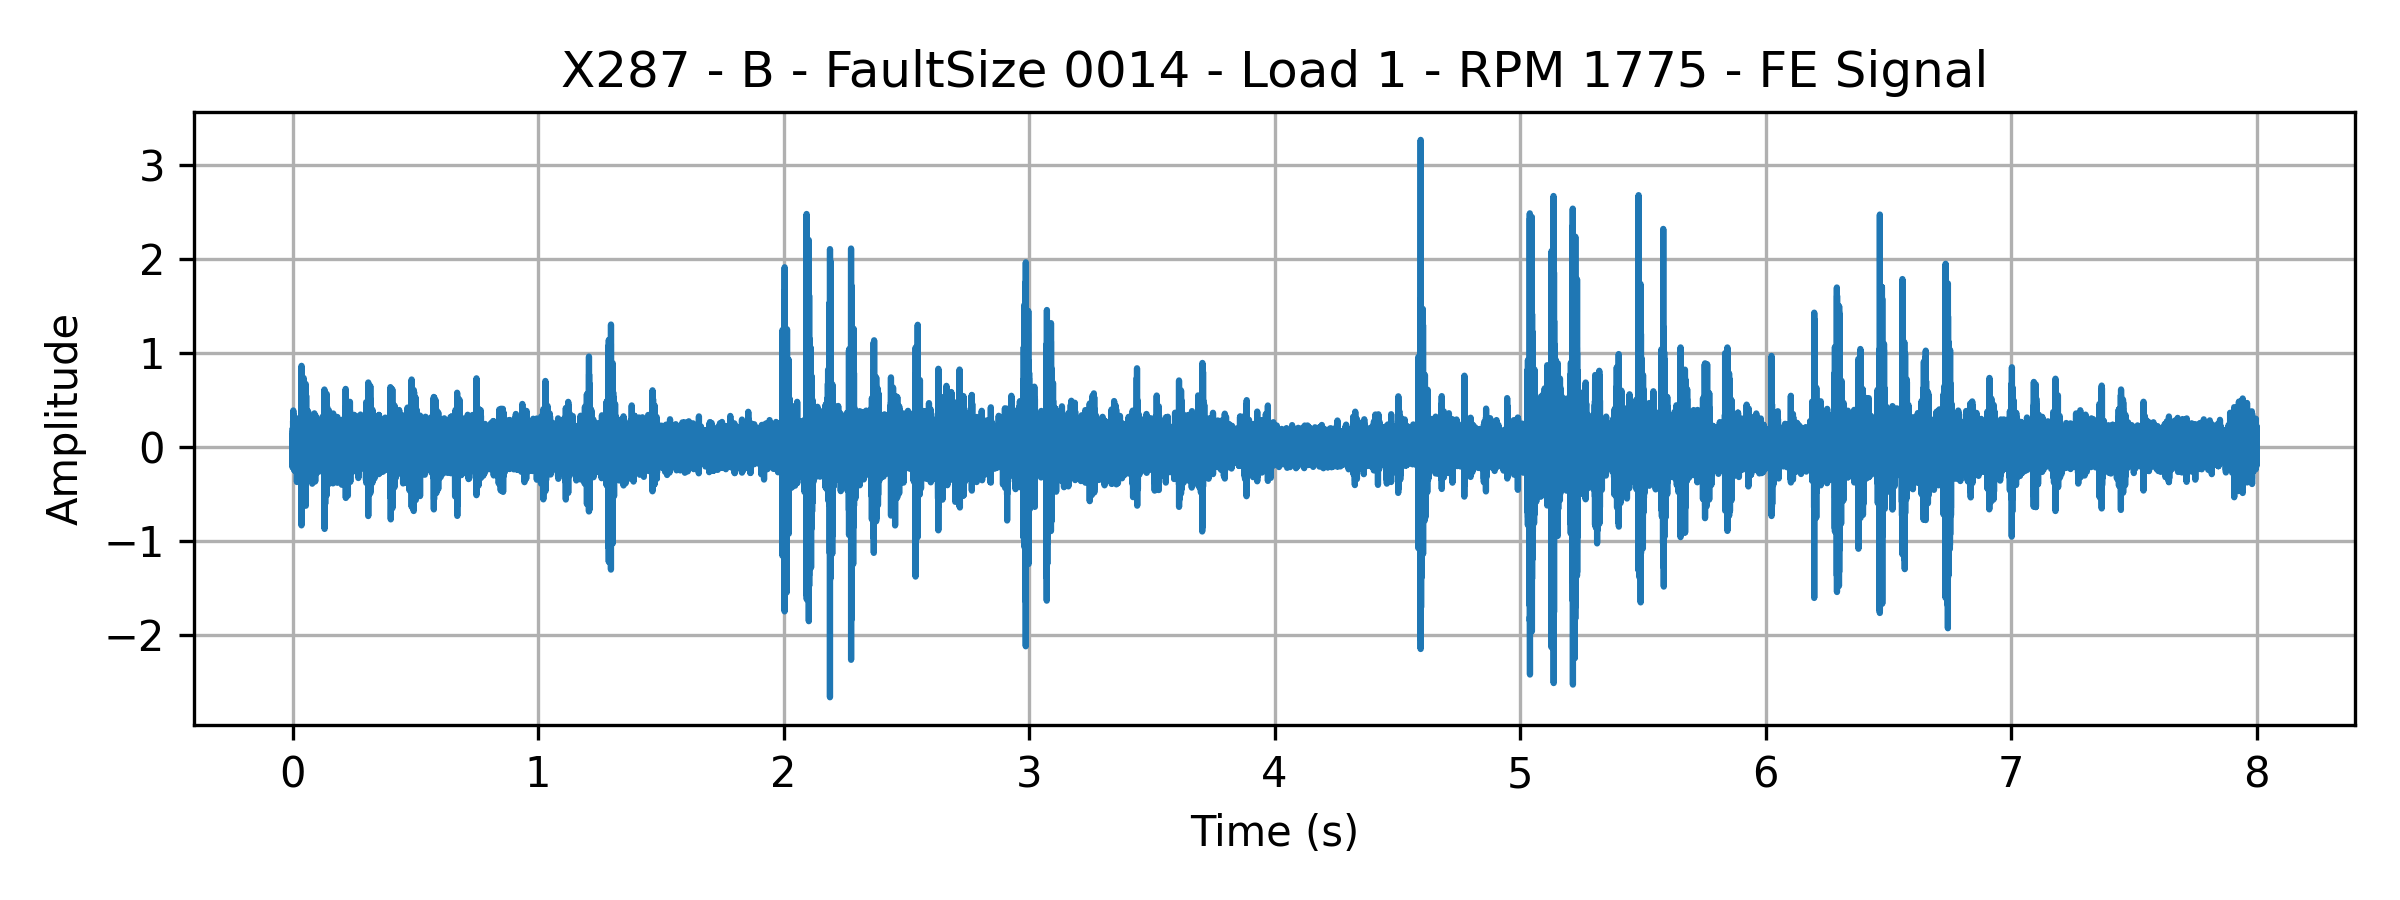 X287 - B - FaultSize 0014 - Load 1 - RPM 1775 - FE Signal
Amplitude
3
2
1
0
−1
−2
0 1 2 3 4 5 6 7 8
Time (s)